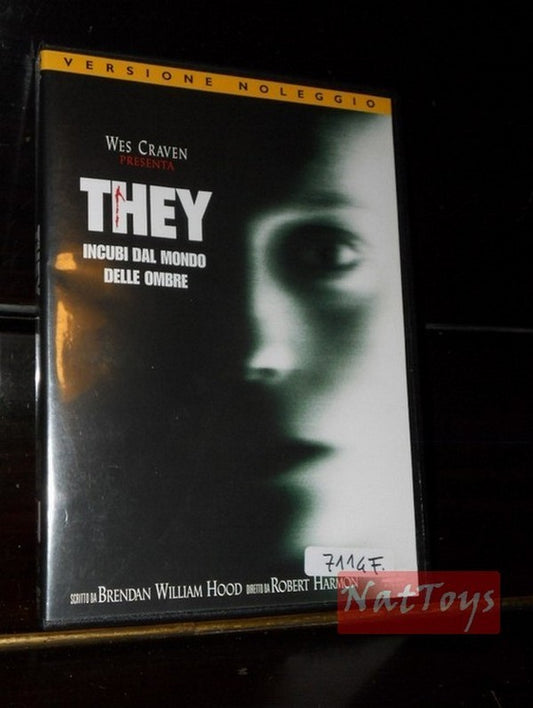 VERSIONE NOLEGGIO
WES CRAVEN
PRESENTA
THEY
INCUBI DAL MONDO
DELLE OMBRE
711GF.
SCRITTO DA BRENDAN WILLIAM HOOD DIRETTO DA ROBERT HARMON
NatToys